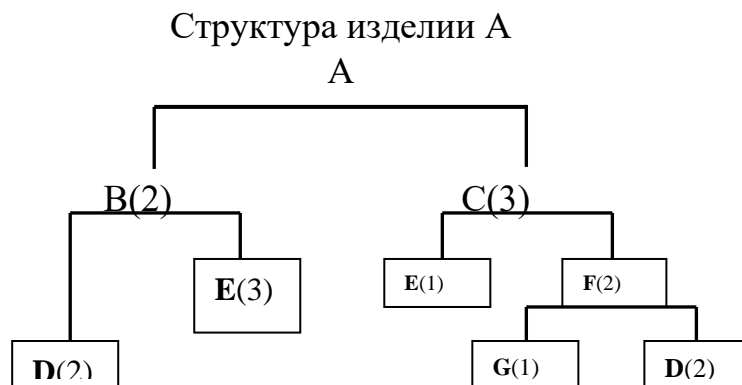 Структура изделии А
А
В(2) С(3)
E(3) E(1) F(2)
D(2) G(1) D(2)